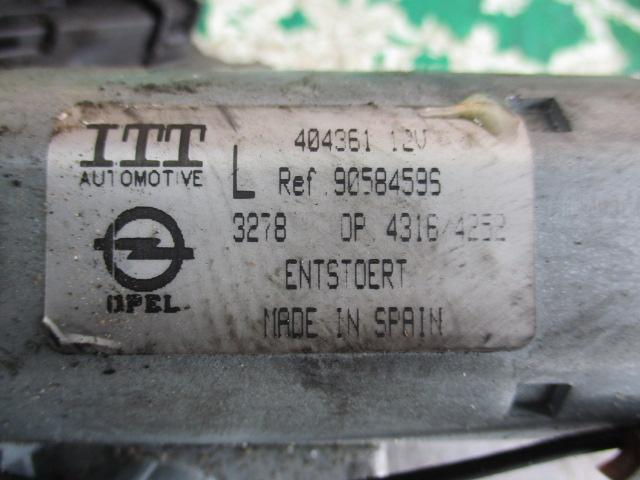 ITT
AUTOMOTIVE
404361 12V
L Ref 90584596
3278 DP 4316/4252
OPEL
ENTSTOERT
MADE IN SPAIN